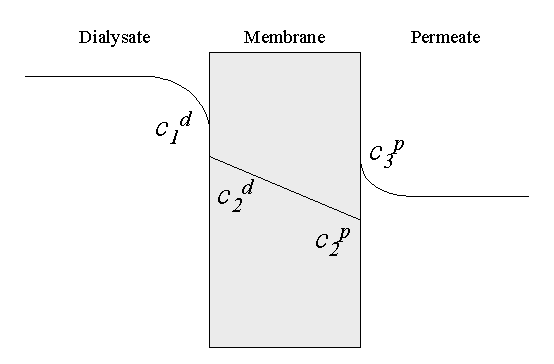 Dialysate Membrane Permeate
c₁ᵈ
c₃ᵖ
c₂ᵈ
c₂ᵖ